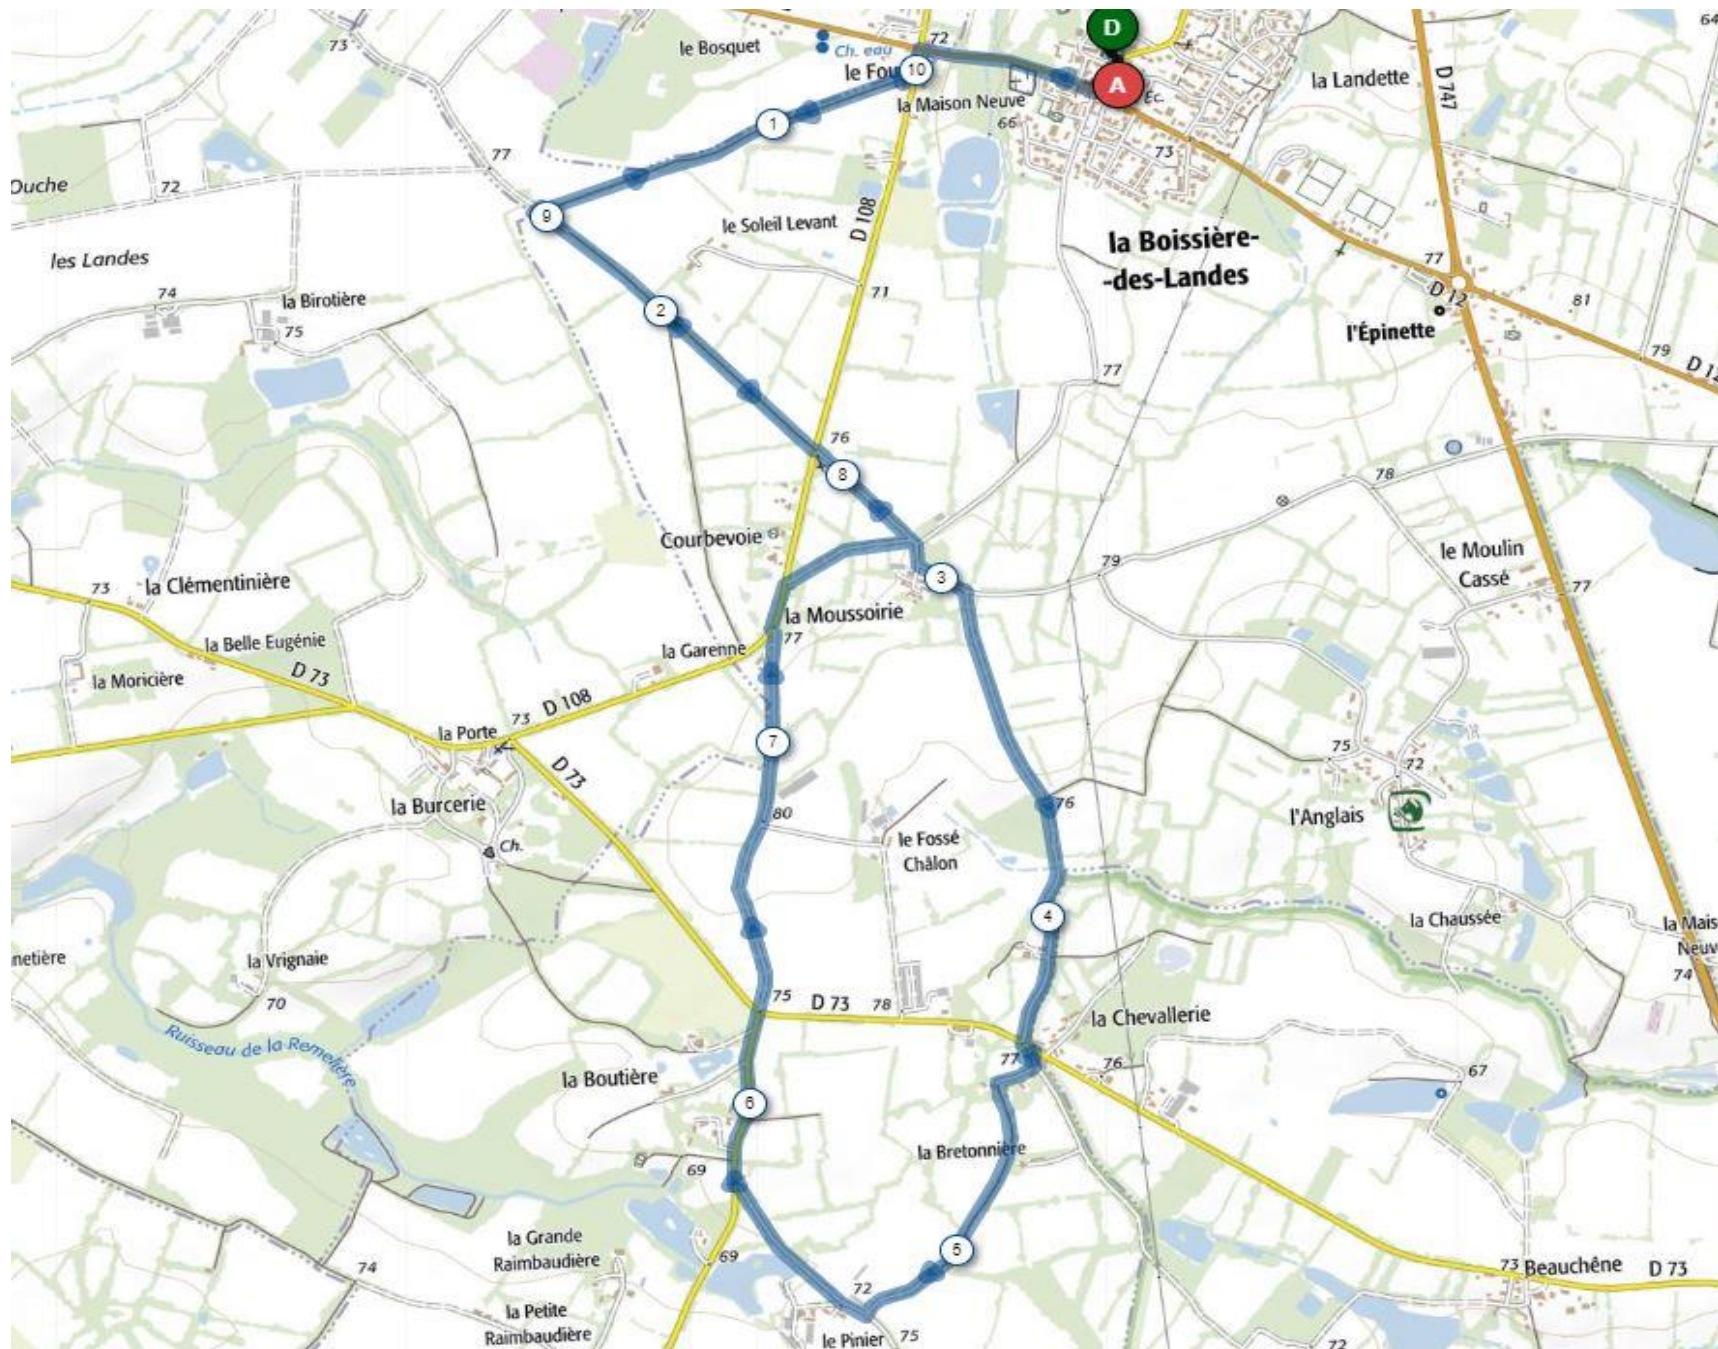 73
le Bosquet
Ch. eau
72
D
64
10
le Fou
A
Éc.
la Landette
D 747
la Maison Neuve
66
1
73
77
Ouche
72
9
le Soleil Levant
D 108
la Boissière-
-des-Landes
77
les Landes
74
la Birotière
75
2
71
D 12
81
l'Épinette
79
D 12
77
76
8
78
Courbevoie
79
le Moulin
Cassé
77
73
la Clémentinière
3
la Moussoirie
77
la Belle Eugénie
la Garenne
D 73
la Moricière
D 108
73
la Porte
7
75
72
D 73
76
la Burcerie
80
l'Anglais
le Fossé
Châlon
Ch.
4
la Chaussée
la Mais
Neuv
netière
la Vrignaie
74
70
75
D 73
78
la Chevallerie
Ruisseau de la Remelière
77
76
67
la Boutière
6
la Bretonnière
69
la Grande
Raimbaudière
69
5
74
72
73
Beauchêne
D 73
la Petite
Raimbaudière
le Pinier
75
72